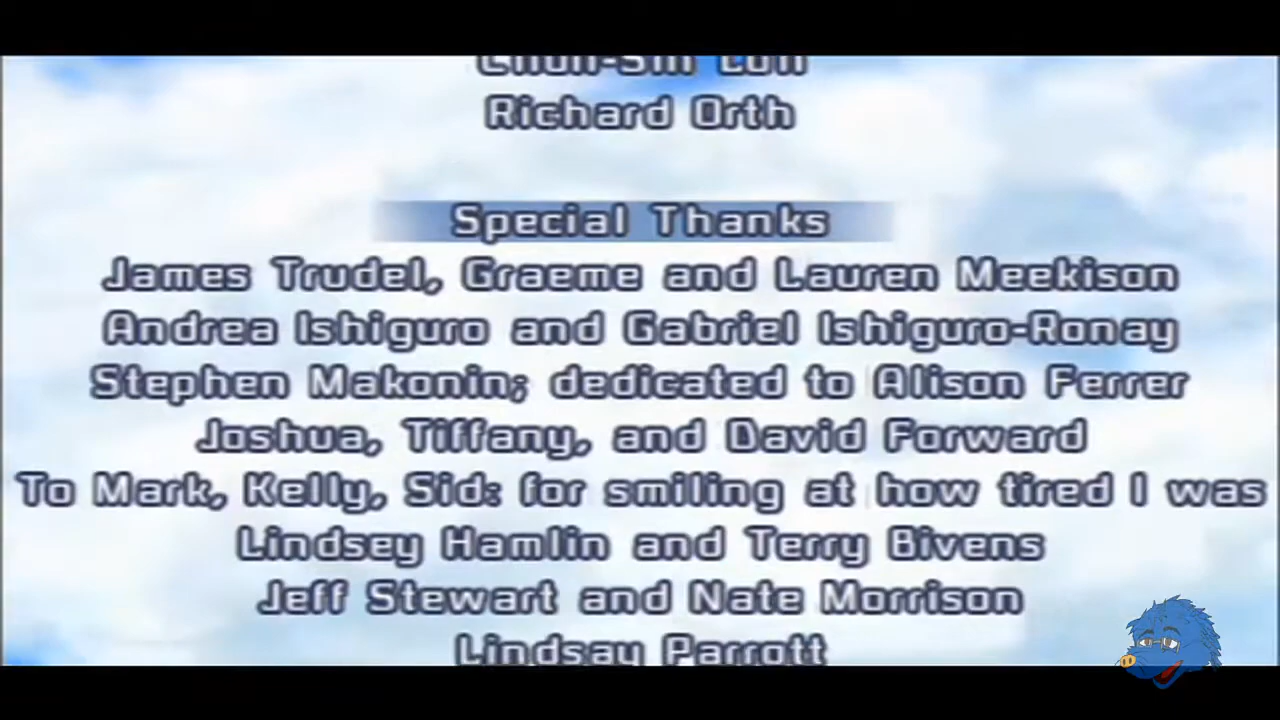 Richard Orth
Special Thanks
James Trudel, Graeme and Lauren Meekison
Andrea Ishiguro and Gabriel Ishiguro-Ronay
Stephen Makonin; dedicated to Alison Ferrer
Joshua, Tiffany, and David Forward
To Mark, Kelly, Sid: for smiling at how tired I was
Lindsey Hamlin and Terry Bivens
Jeff Stewart and Nate Morrison
Lindsay Parrott